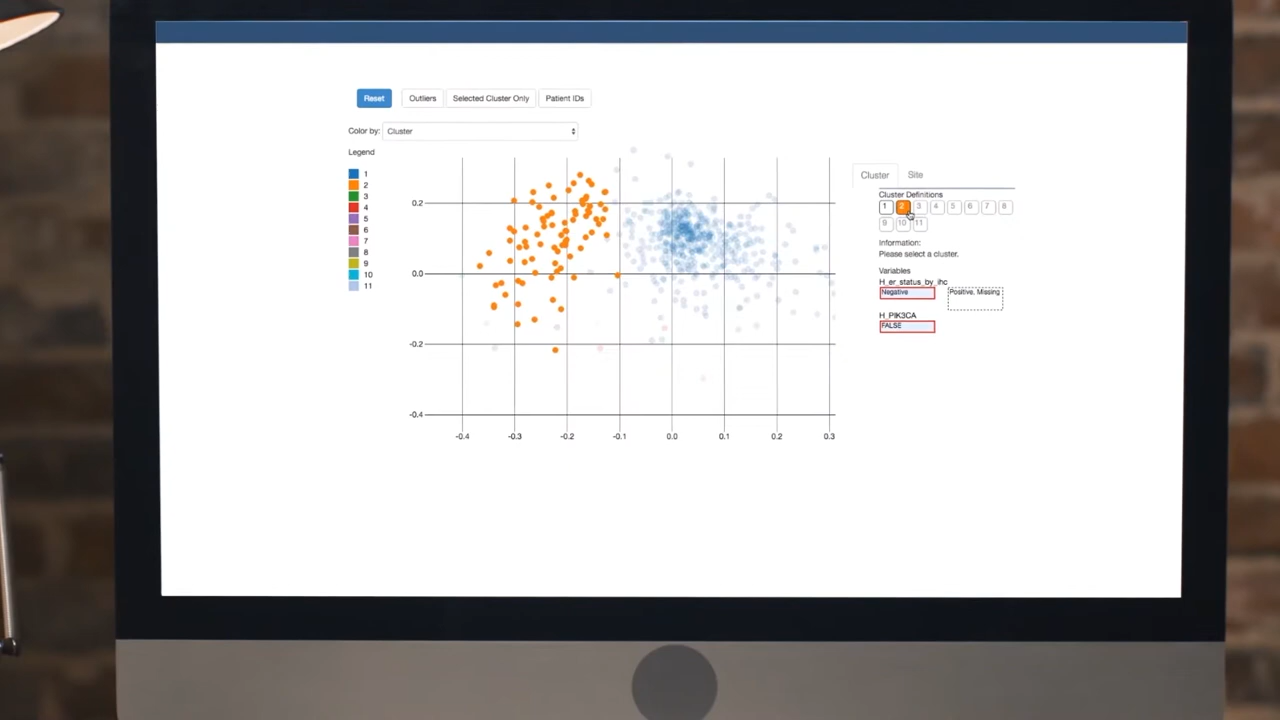 Reset Outliers Selected Cluster Only Patient IDs
Color by: Cluster
Legend
1
2
3
4
5
6
7
8
9
10
11
0.2
0.0
-0.2
-0.4
-0.4 -0.3 -0.2 -0.1 0.0 0.1 0.2 0.3
Cluster Site
Cluster Definitions
1 2 3 4 5 6 7 8
9 10 11
Information:
Please select a cluster.
Variables
H_er_status_by_ihc
Negative Positive, Missing
H_PIK3CA
FALSE